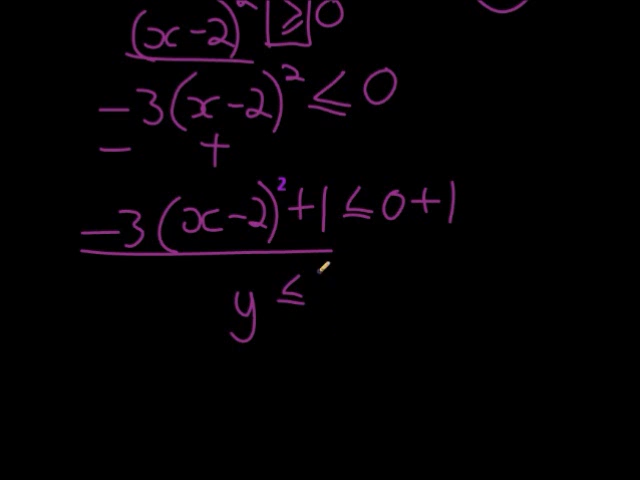 (x-2)² ≥ 0
-3(x-2)² ≤ 0
- +
-3(x-2)² + 1 ≤ 0 + 1
y ≤